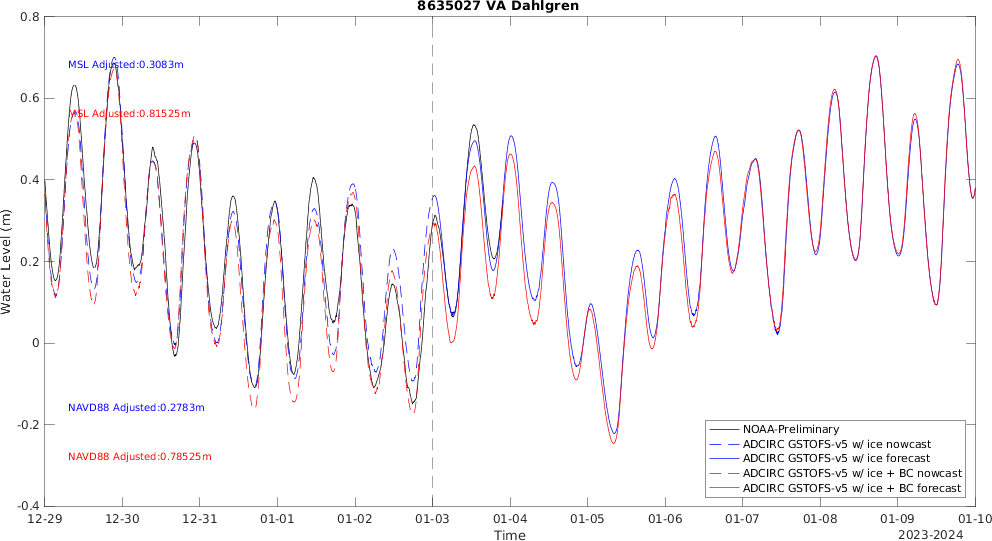 8635027 VA Dahlgren
0.8
0.6
0.4
0.2
0
-0.2
-0.4
Water Level (m)
MSL Adjusted:0.3083m
MSL Adjusted:0.81525m
NAVD88 Adjusted:0.2783m
NAVD88 Adjusted:0.78525m
NOAA-Preliminary
ADCIRC GSTOFS-v5 w/ ice nowcast
ADCIRC GSTOFS-v5 w/ ice forecast
ADCIRC GSTOFS-v5 w/ ice + BC nowcast
ADCIRC GSTOFS-v5 w/ ice + BC forecast
12-29 12-30 12-31 01-01 01-02 01-03 01-04 01-05 01-06 01-07 01-08 01-09 01-10
Time
2023-2024